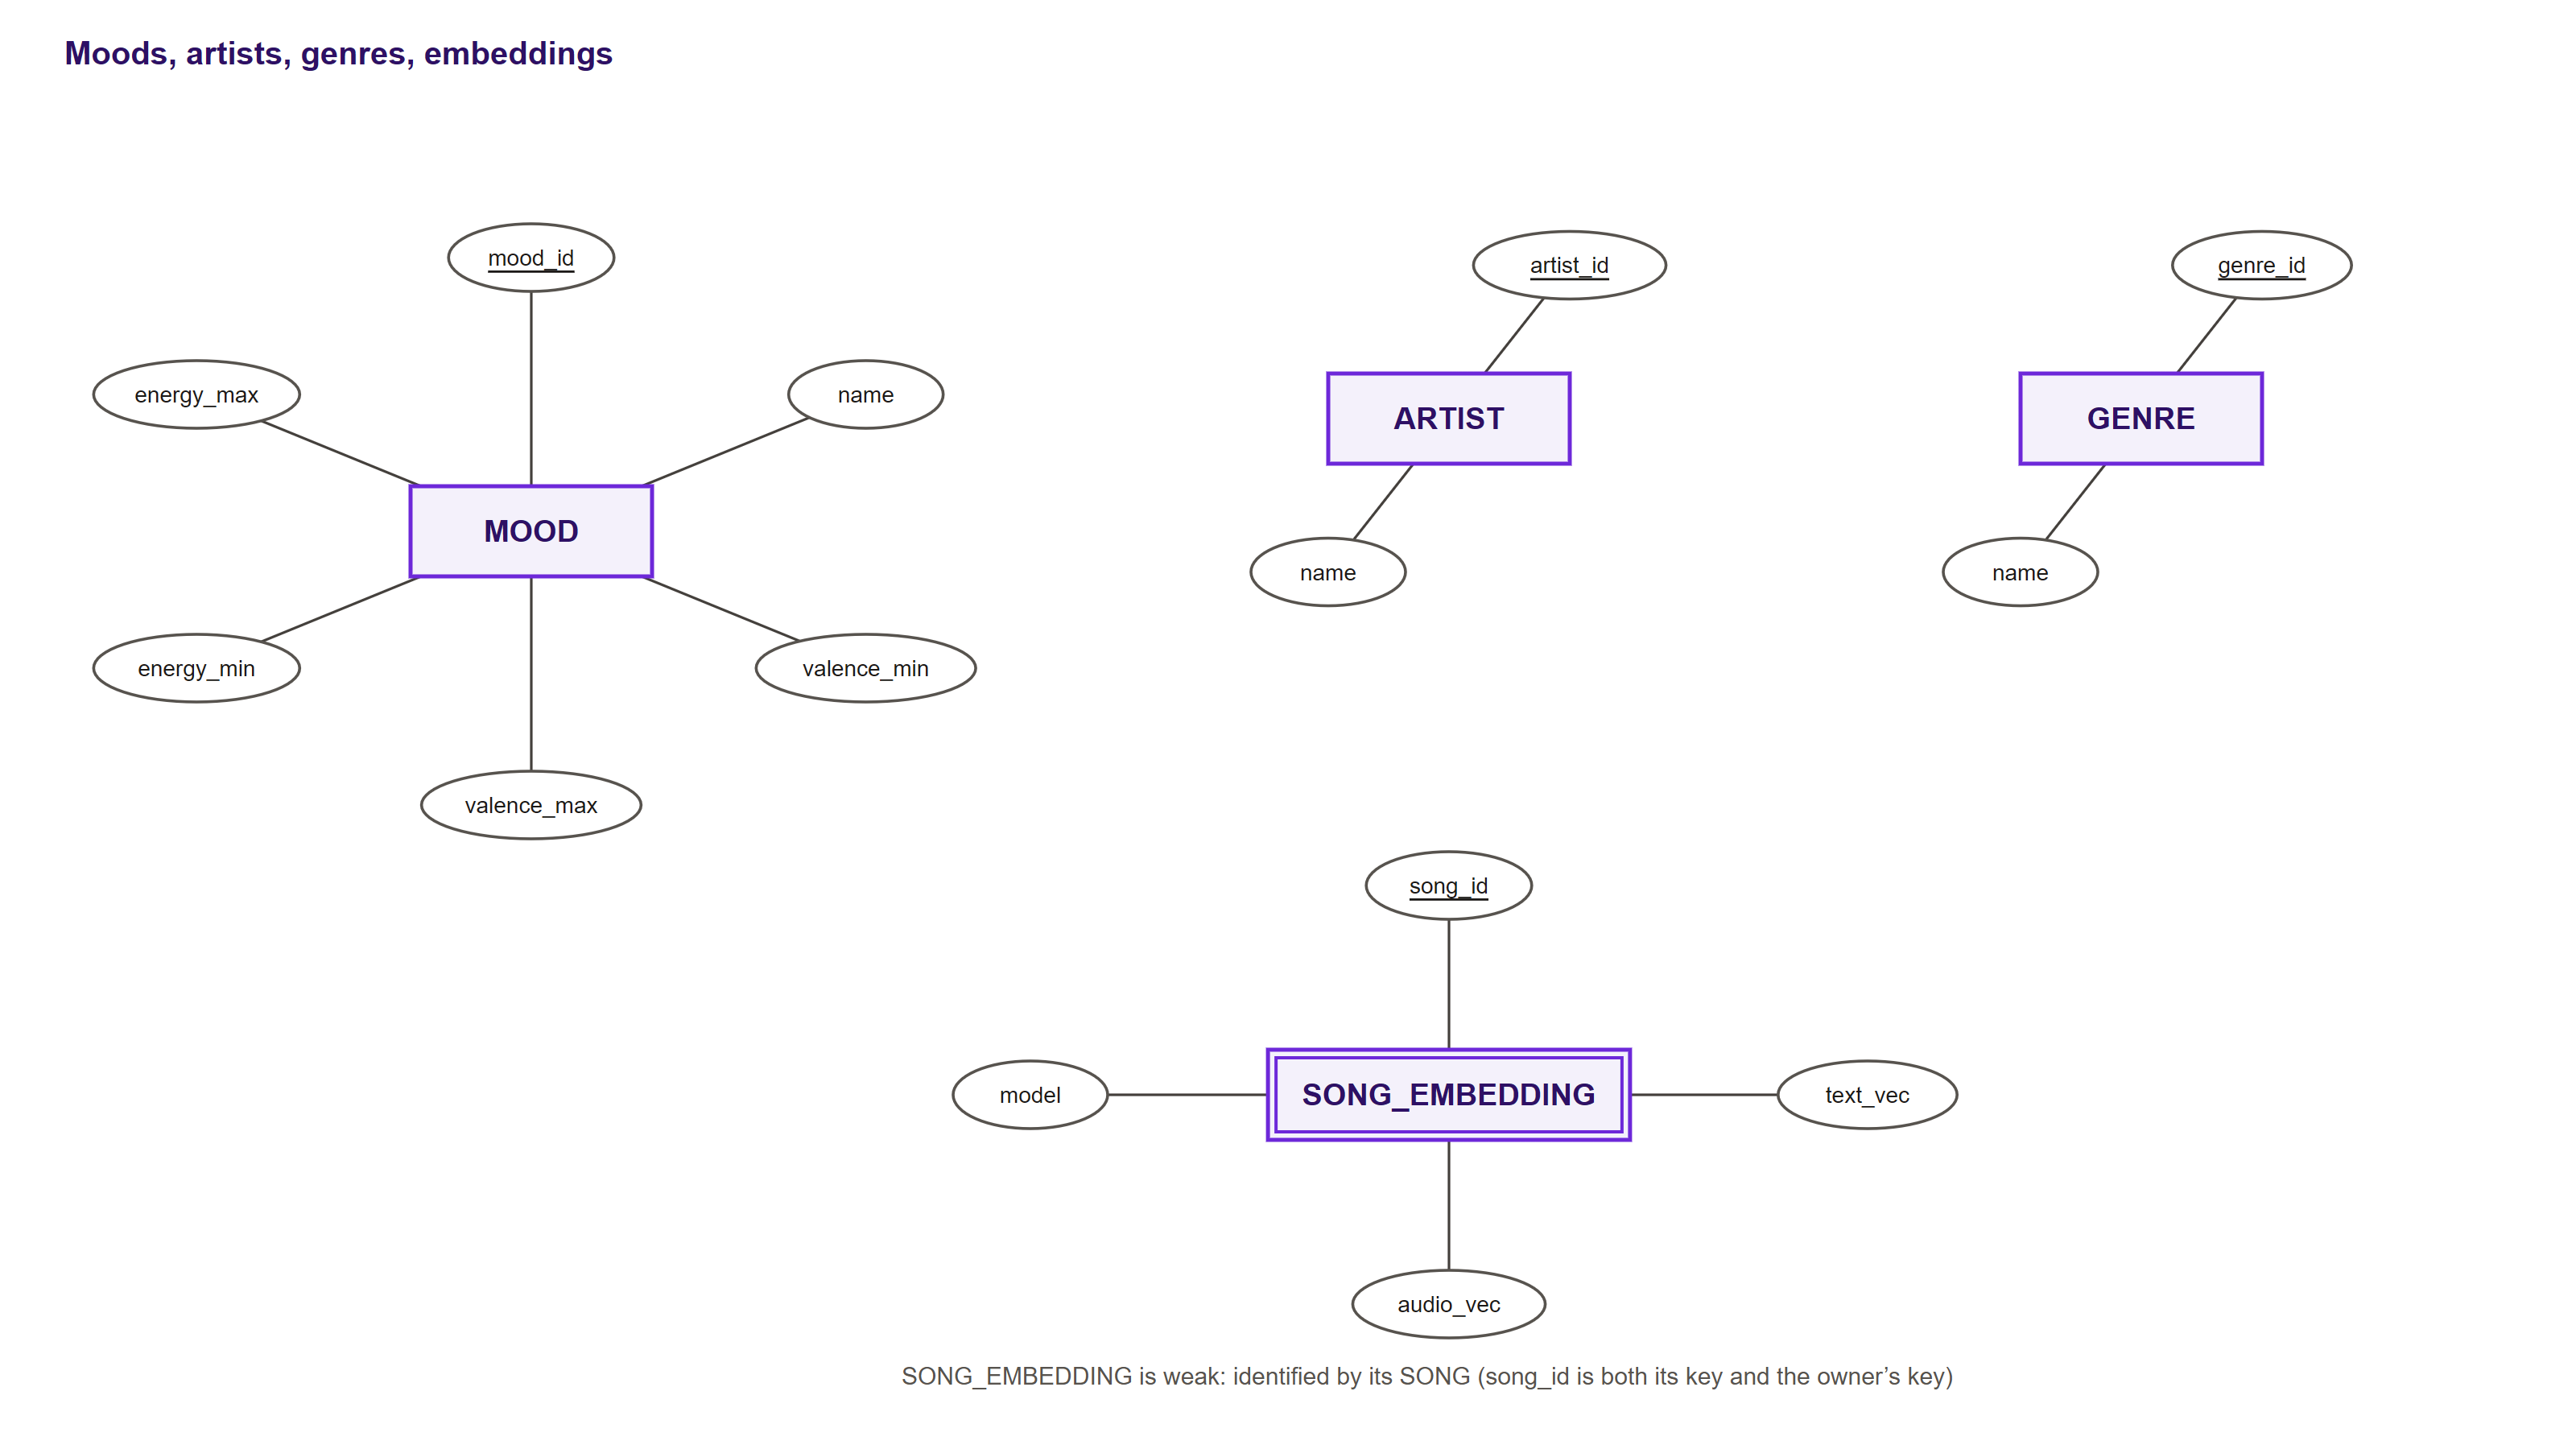 Moods, artists, genres, embeddings
mood_id
energy_max
name
MOOD
energy_min
valence_min
valence_max
artist_id
ARTIST
name
genre_id
GENRE
name
song_id
model
SONG_EMBEDDING
text_vec
audio_vec
SONG_EMBEDDING is weak: identified by its SONG (song_id is both its key and the owner’s key)